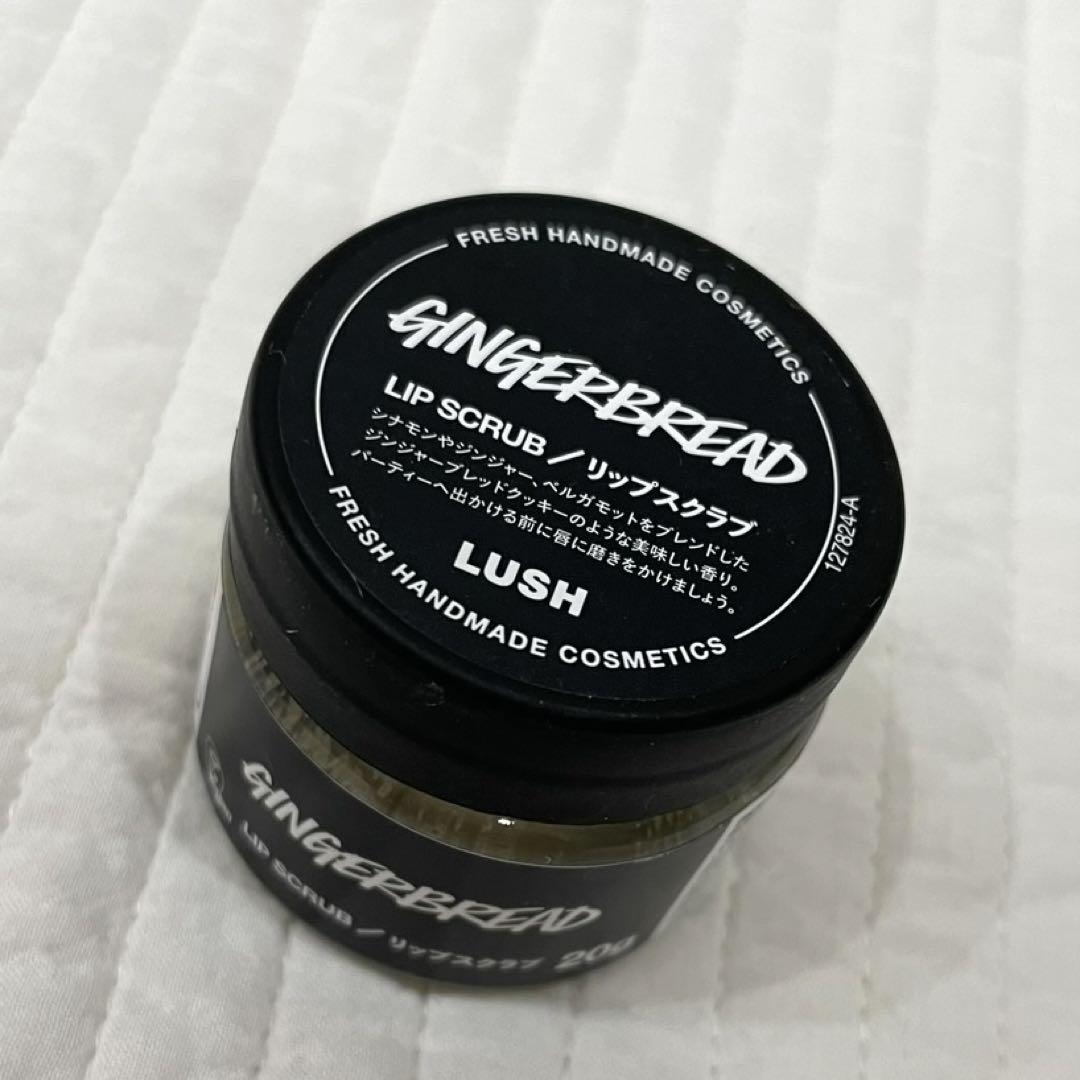 FRESH HANDMADE COSMETICS
GINGERBREAD
LIP SCRUB / リップスクラブ
シナモンやジンジャー、ベルガモットをブレンドした
ジンジャーブレッドクッキーのような美味しい香り。
パーティーへ出かける前に唇に磨きをかけましょう。
LUSH
FRESH HANDMADE COSMETICS
127824-A
GINGERBREAD
LIP SCRUB / リップスクラブ 20g